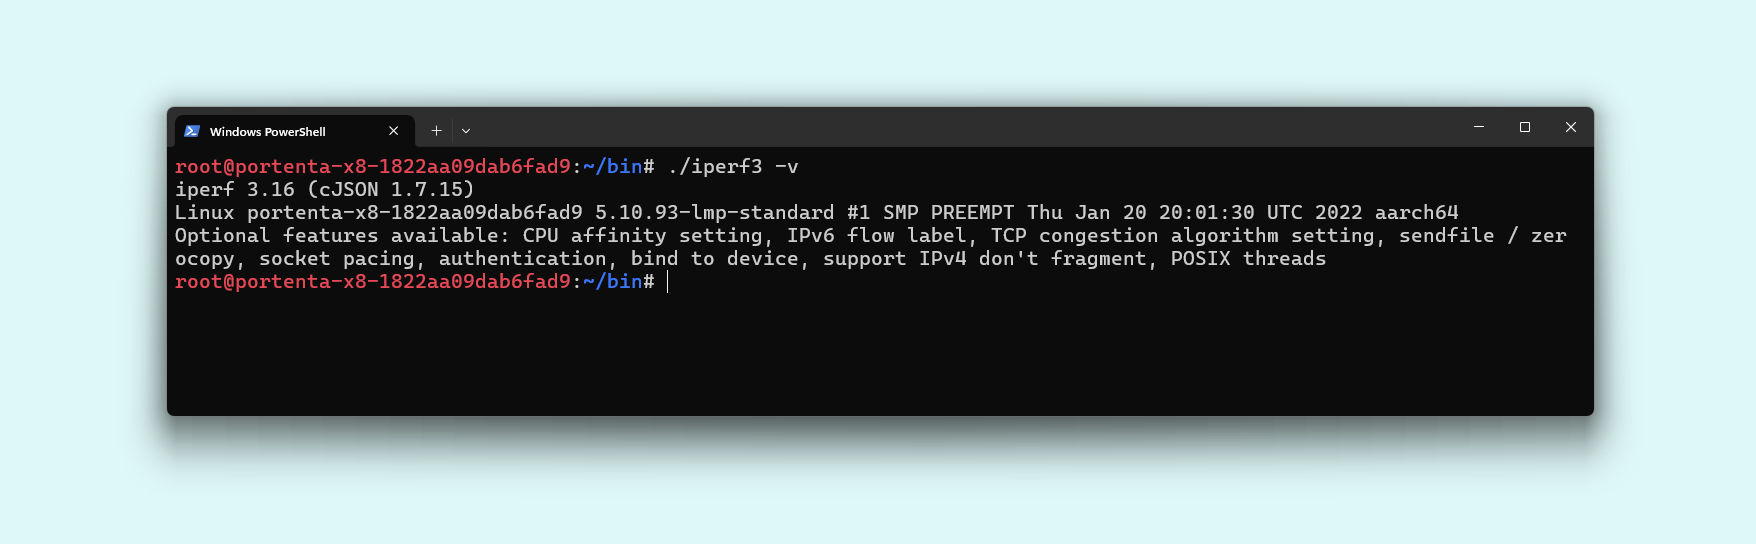 Windows PowerShell
root@portenta-x8-1822aa09dab6fad9:~/bin# ./iperf3 -v
iperf 3.16 (cJSON 1.7.15)
Linux portenta-x8-1822aa09dab6fad9 5.10.93-lmp-standard #1 SMP PREEMPT Thu Jan 20 20:01:30 UTC 2022 aarch64
Optional features available: CPU affinity setting, IPv6 flow label, TCP congestion algorithm setting, sendfile / zer
ocopy, socket pacing, authentication, bind to device, support IPv4 don't fragment, POSIX threads
root@portenta-x8-1822aa09dab6fad9:~/bin#